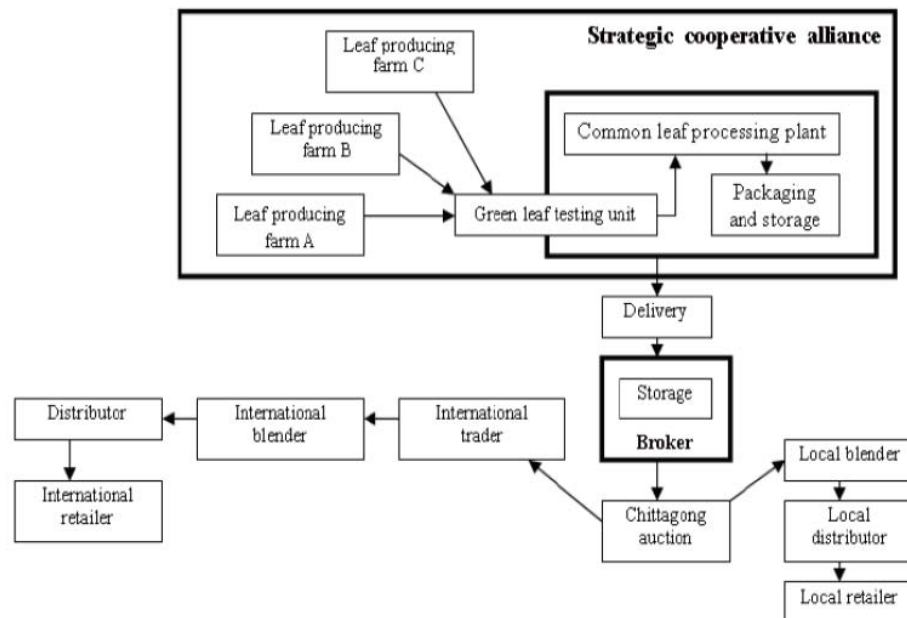 Strategic cooperative alliance
Leaf producing
farm C
Leaf producing
farm B
Leaf producing
farm A
Green leaf testing unit
Common leaf processing plant
Packaging
and storage
Delivery
Storage
Broker
Chittagong
auction
International
trader
International
blender
Distributor
International
retailer
Local blender
Local
distributor
Local retailer